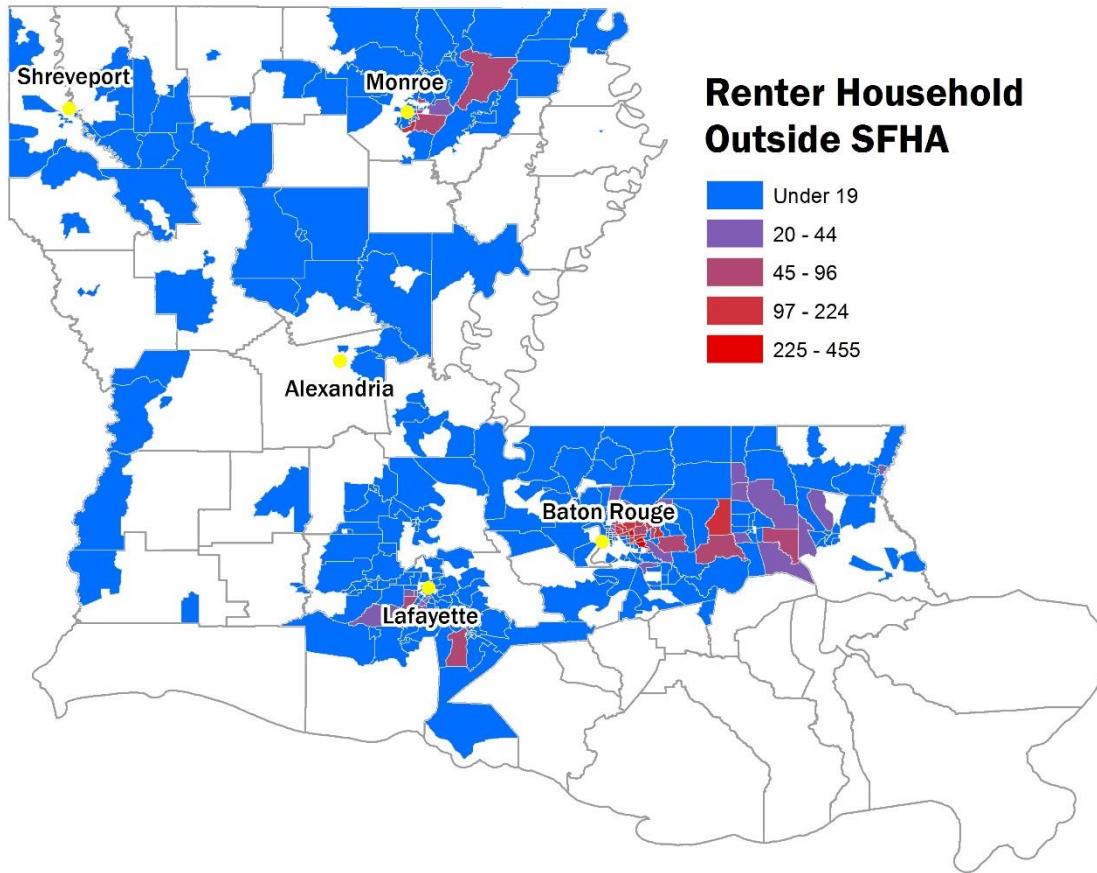 Shreveport
Monroe
Renter Household
Outside SFHA
Under 19
20 - 44
45 - 96
97 - 224
225 - 455
Alexandria
Baton Rouge
Lafayette